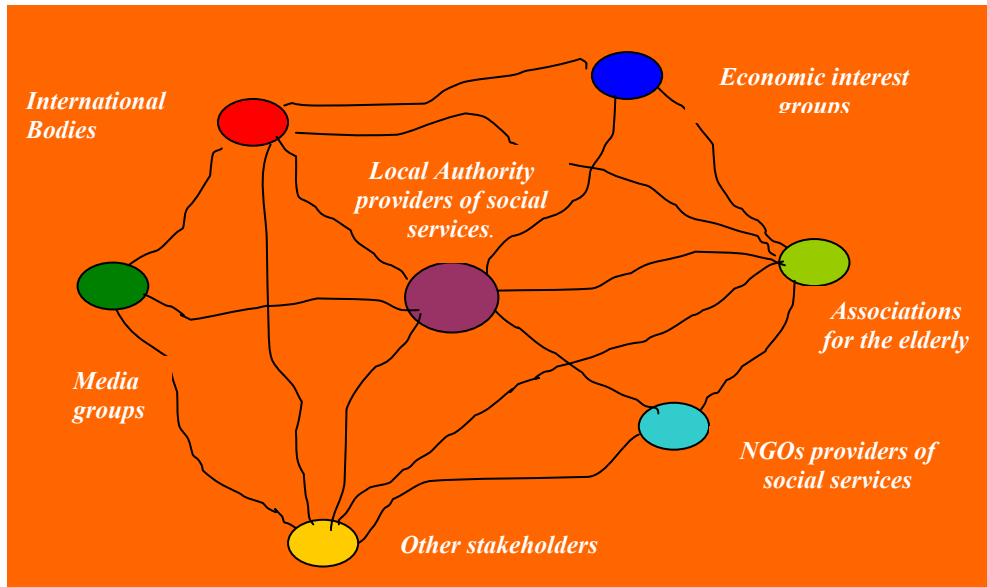 International
Bodies
Economic interest
groups
Local Authority
providers of social
services.
Associations
for the elderly
Media
groups
NGOs providers of
social services
Other stakeholders